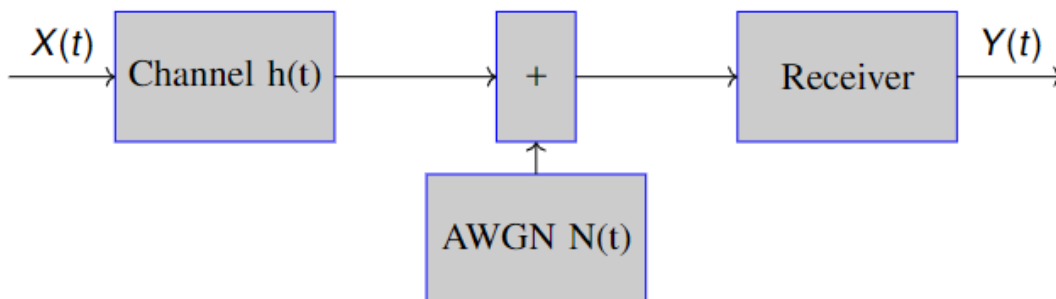 X(t)
Channel h(t)
+
Receiver
Y(t)
AWGN N(t)